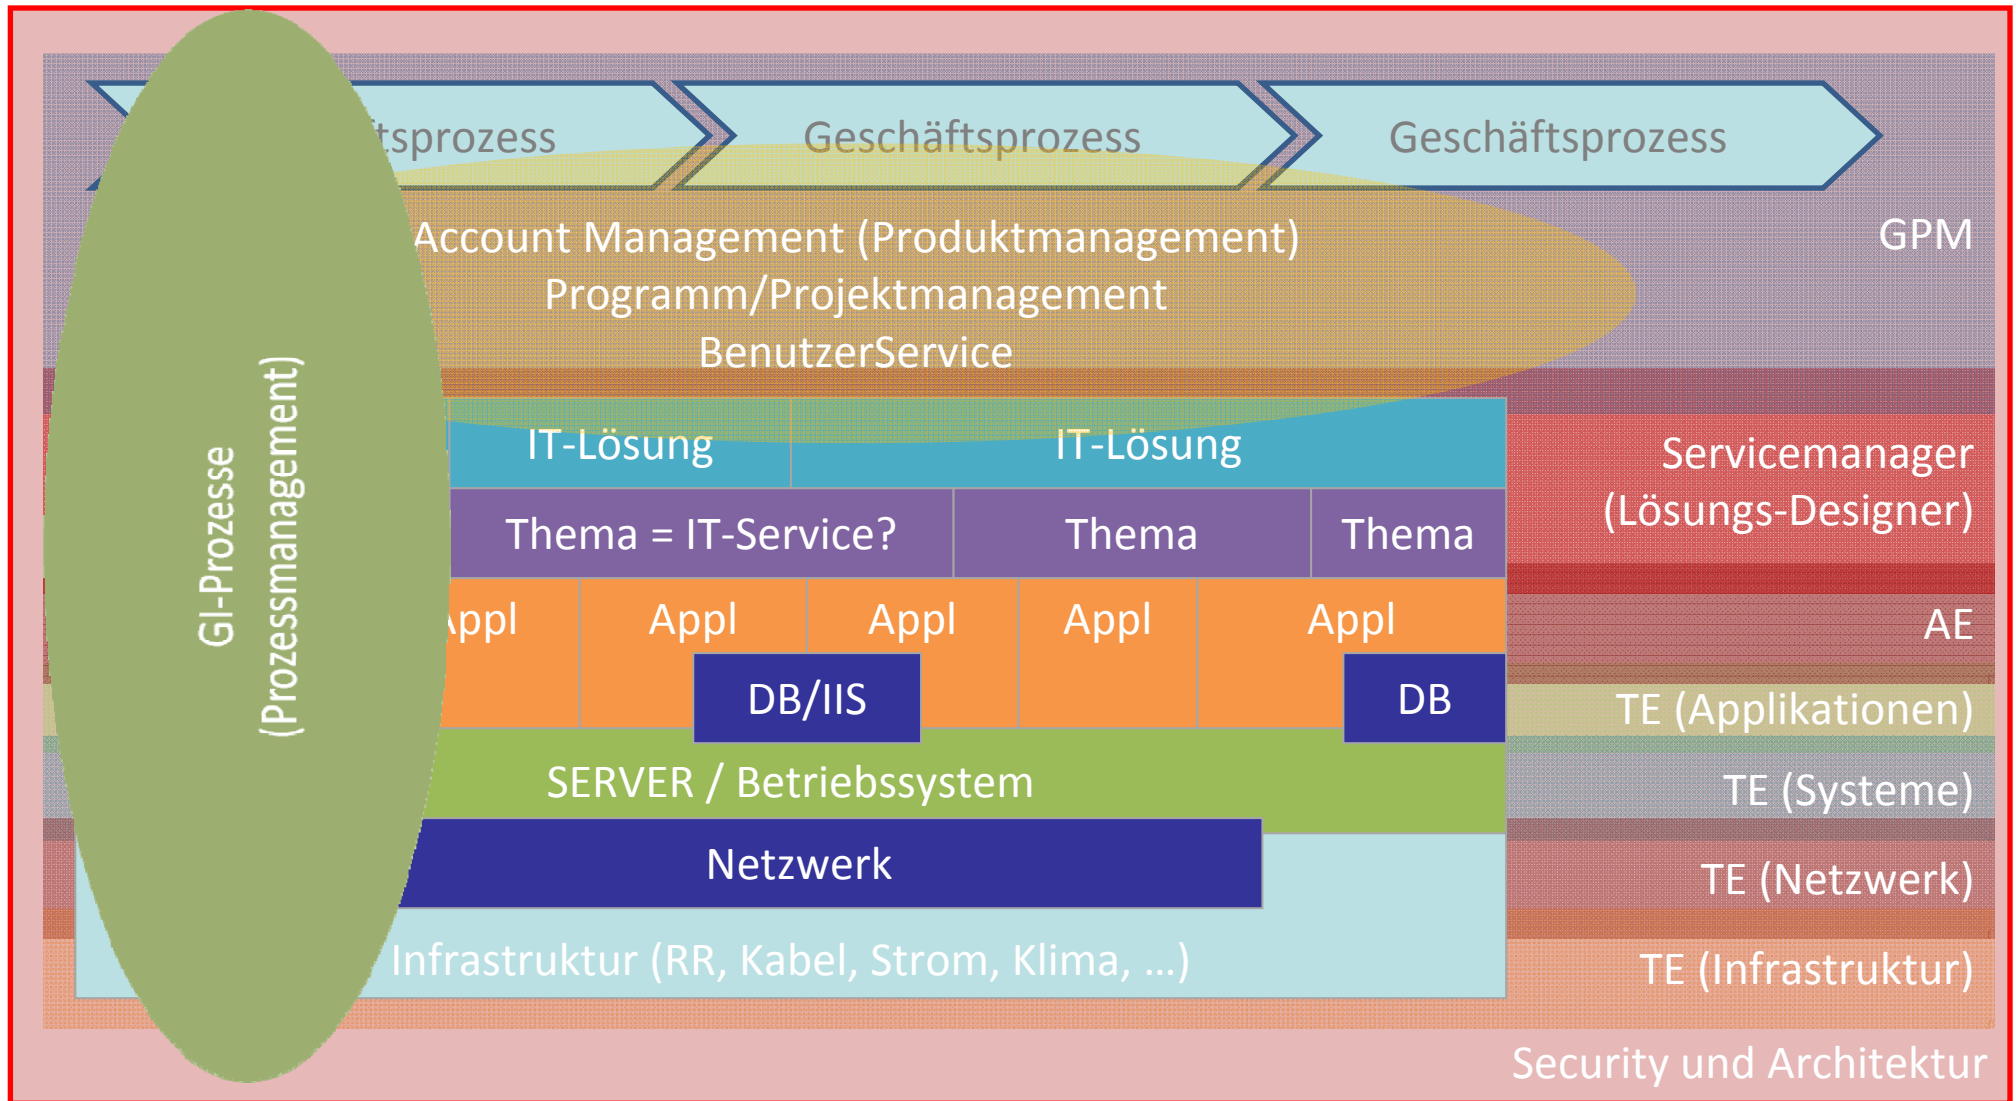 tsprozess
Geschäftsprozess
Geschäftsprozess
Account Management (Produktmanagement)
Programm/Projektmanagement
BenutzerService
GPM
GI-Prozesse
(Prozessmanagement)
IT-Lösung
IT-Lösung
Servicemanager
(Lösungs-Designer)
Thema = IT-Service?
Thema
Thema
Appl
Appl
Appl
Appl
Appl
AE
DB/IIS
DB
TE (Applikationen)
SERVER / Betriebssystem
TE (Systeme)
Netzwerk
TE (Netzwerk)
Infrastruktur (RR, Kabel, Strom, Klima, ...)
TE (Infrastruktur)
Security und Architektur